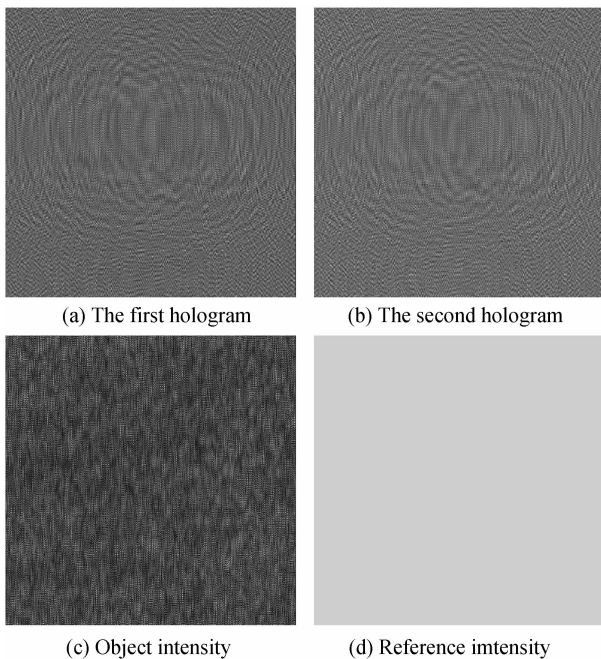 (a) The first hologram
(b) The second hologram
(c) Object intensity
(d) Reference imtensity